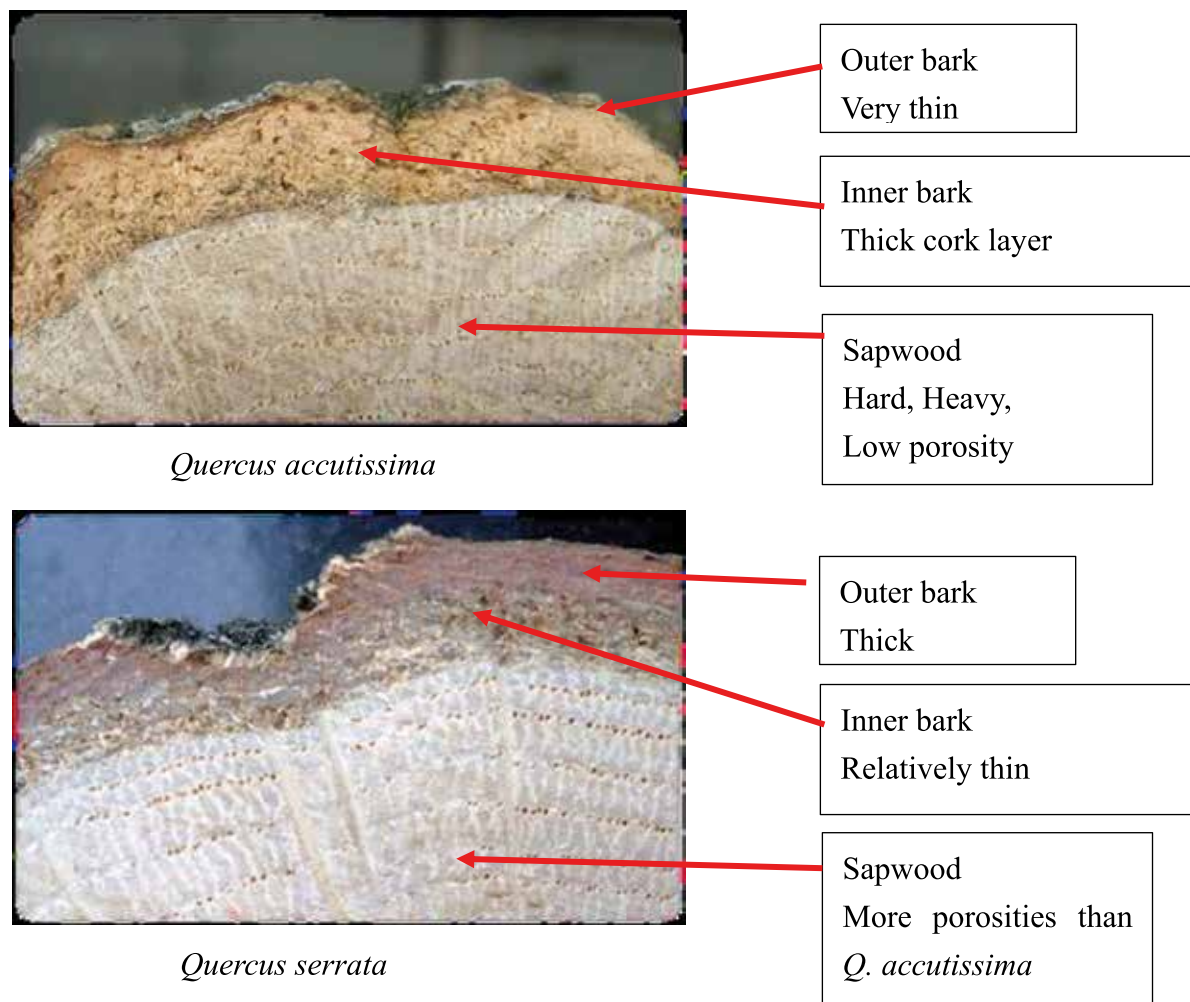 Outer bark
Very thin
Inner bark
Thick cork layer
Sapwood
Hard, Heavy,
Low porosity
Quercus accutissima
Outer bark
Thick
Inner bark
Relatively thin
Sapwood
More porosities than
Q. accutissima
Quercus serrata